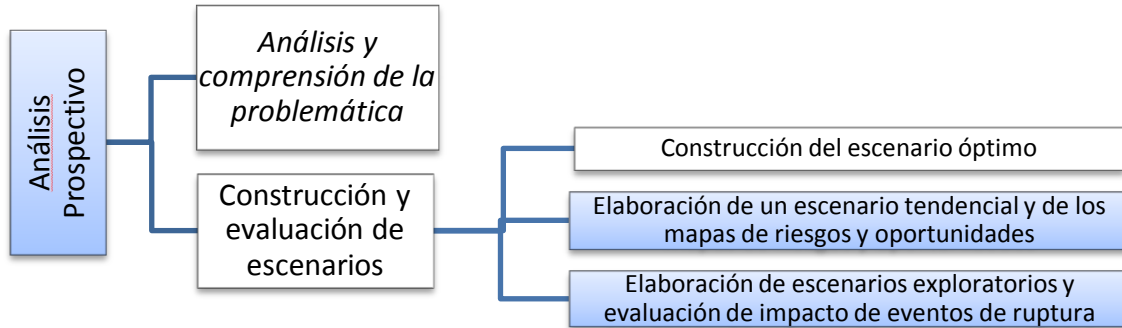 Análisis
Prospectivo
Análisis y
comprensión de la
problemática
Construcción y
evaluación de
escenarios
Construcción del escenario óptimo
Elaboración de un escenario tendencial y de los
mapas de riesgos y oportunidades
Elaboración de escenarios exploratorios y
evaluación de impacto de eventos de ruptura